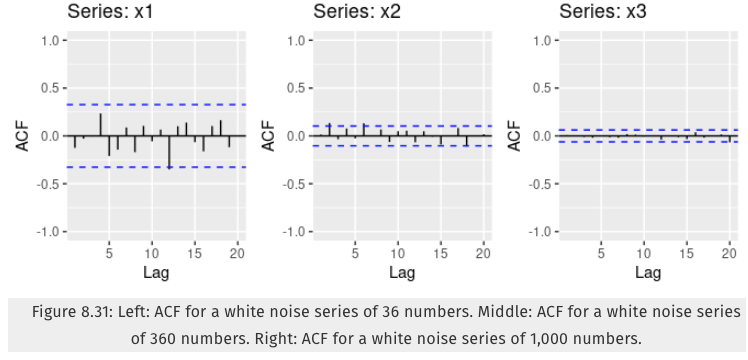 Series: x1
Series: x2
Series: x3
1.0
0.5
0.0
-0.5
-1.0
ACF
5
10
15
20
Lag
1.0
0.5
0.0
-0.5
-1.0
ACF
5
10
15
20
Lag
1.0
0.5
0.0
-0.5
-1.0
ACF
5
10
15
20
Lag
Figure 8.31: Left: ACF for a white noise series of 36 numbers. Middle: ACF for a white noise series
of 360 numbers. Right: ACF for a white noise series of 1,000 numbers.